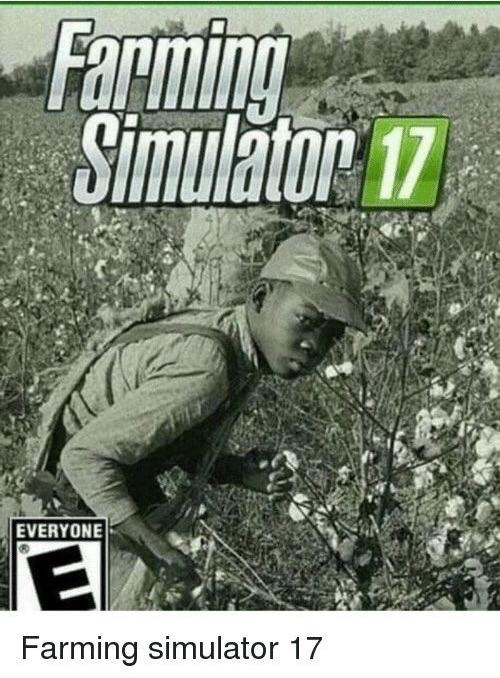 Farming
Simulator 17
EVERYONE
®
E
Farming simulator 17